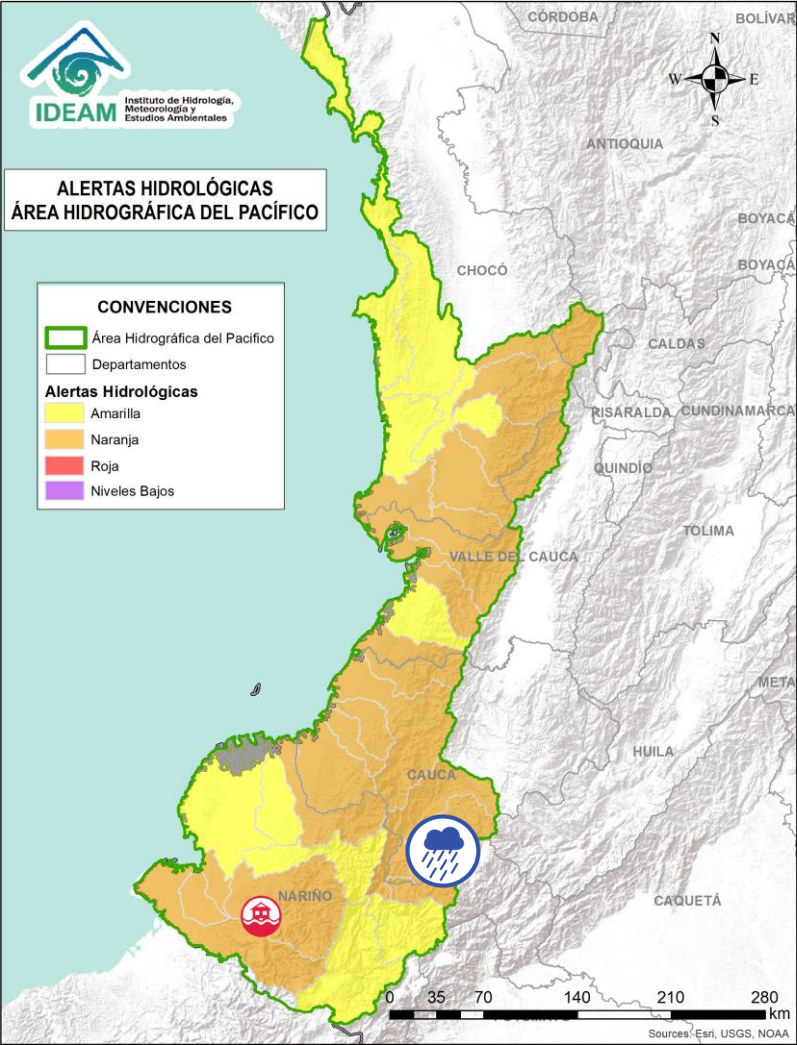 IDEAM
Instituto de Hidrología,
Meteorología y
Estudios Ambientales
ALERTAS HIDROLÓGICAS
ÁREA HIDROGRÁFICA DEL PACÍFICO
CONVENCIONES
Área Hidrográfica del Pacifico
Departamentos
Alertas Hidrológicas
Amarilla
Naranja
Roja
Niveles Bajos
CÓRDOBA
BOLÍVAR
N
W
E
S
ANTIOQUIA
BOYACÁ
CHOCÓ
BOYACÁ
CALDAS
RISARALDA
CUNDINAMARCA
QUINDÍO
TOLIMA
VALLE DEL CAUCA
META
HUILA
CAUCA
NARIÑO
CAQUETÁ
0 35 70 140 210 280
km
Sources: Esri, USGS, NOAA